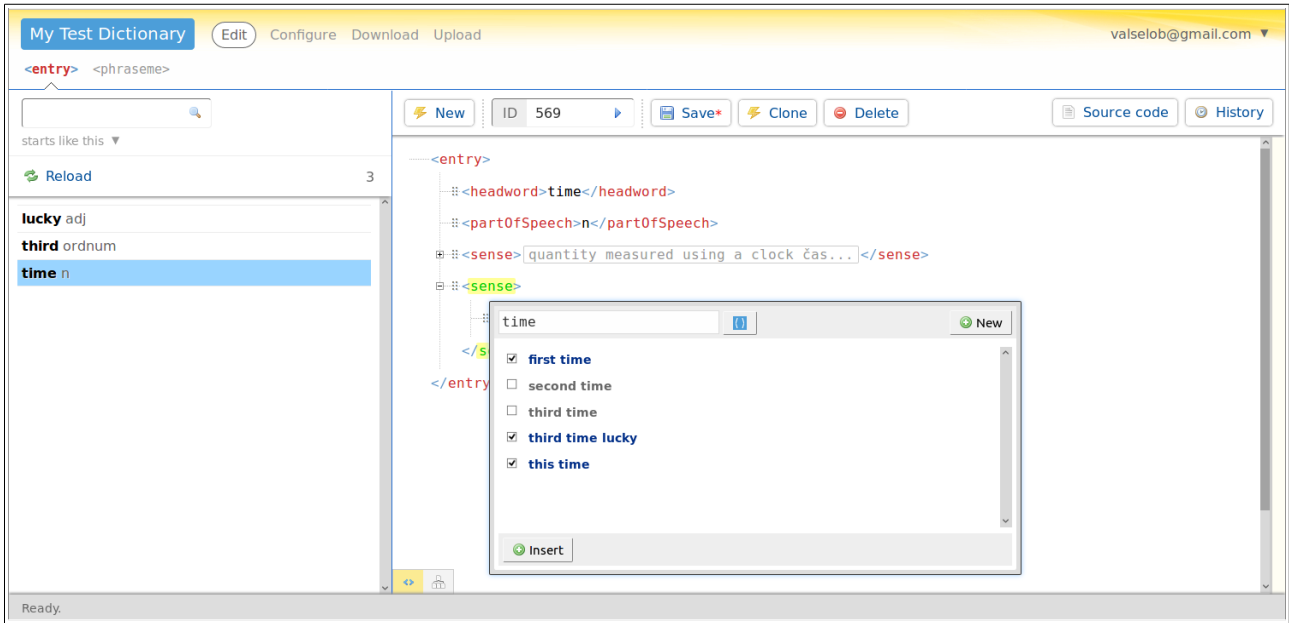 My Test Dictionary Edit Configure Download Upload valselob@gmail.com ▼
<entry> <phraseme>
starts like this ▼
Reload 3
lucky adj
third ordnum
time n
New ID 569 Save* Clone Delete Source code History
<entry>
<headword>time</headword>
<partOfSpeech>n</partOfSpeech>
<sense>quantity measured using a clock čas...</sense>
<sense>
</s
</entry
time New
first time
second time
third time
third time lucky
this time
Insert
Ready.